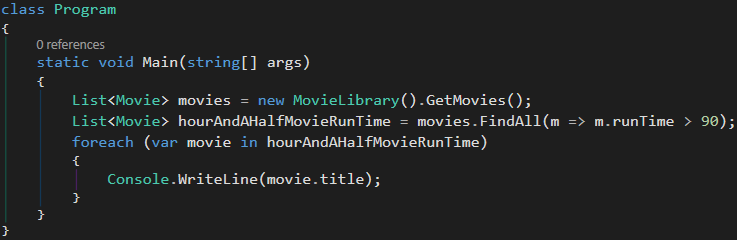 class Program
{
0 references
static void Main(string[] args)
{
List<Movie> movies = new MovieLibrary().GetMovies();
List<Movie> hourAndAHalfMovieRunTime = movies.FindAll(m => m.runTime > 90);
foreach (var movie in hourAndAHalfMovieRunTime)
{
Console.WriteLine(movie.title);
}
}
}